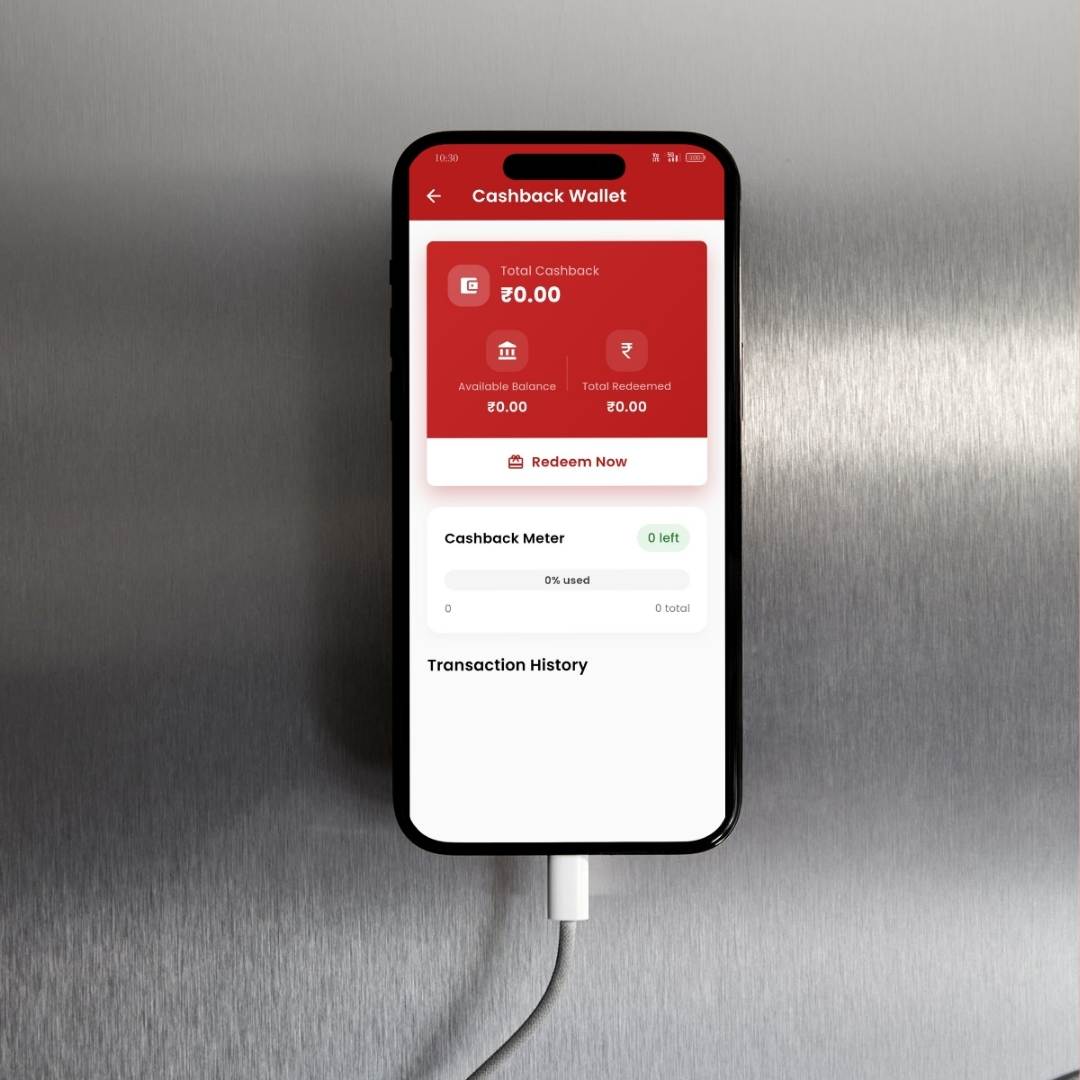 10:30
100
Cashback Wallet
Total Cashback
₹0.00
Available Balance
Total Redeemed
₹0.00
₹0.00
Redeem Now
Cashback Meter
0 left
0% used
0
0 total
Transaction History